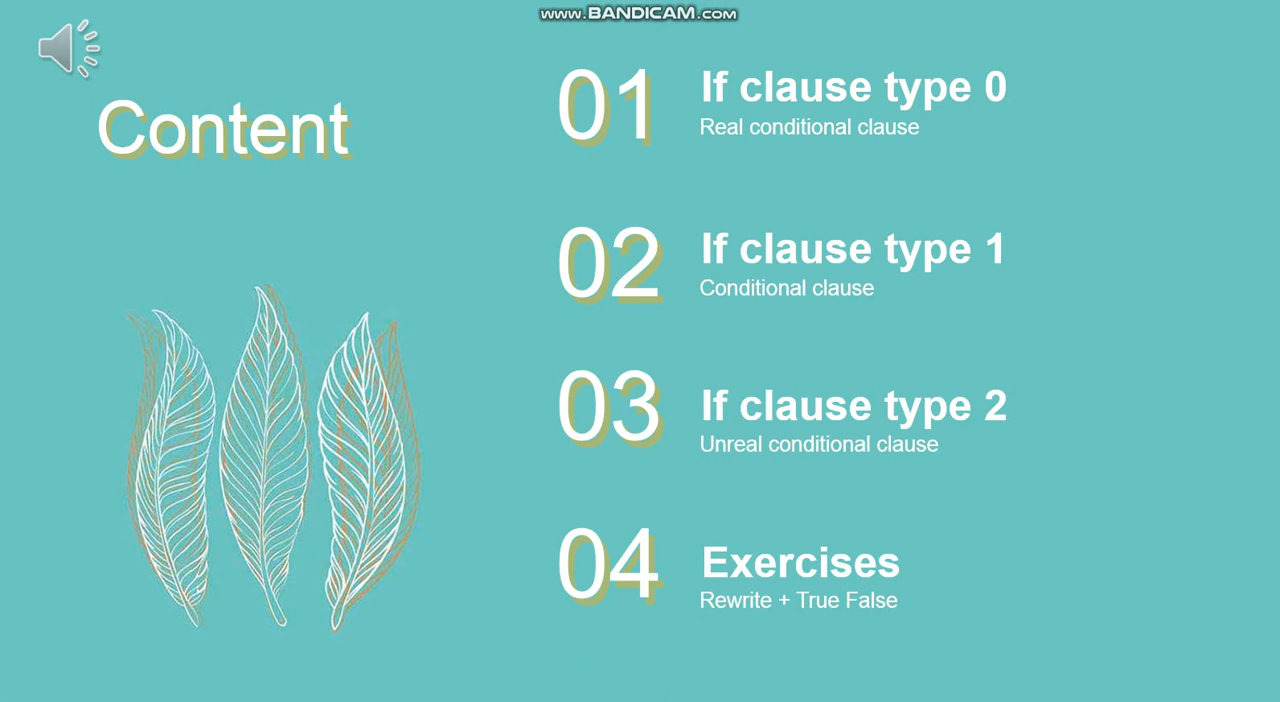 www.BANDICAM.com
Content
01
If clause type 0
Real conditional clause
02
If clause type 1
Conditional clause
03
If clause type 2
Unreal conditional clause
04
Exercises
Rewrite + True False